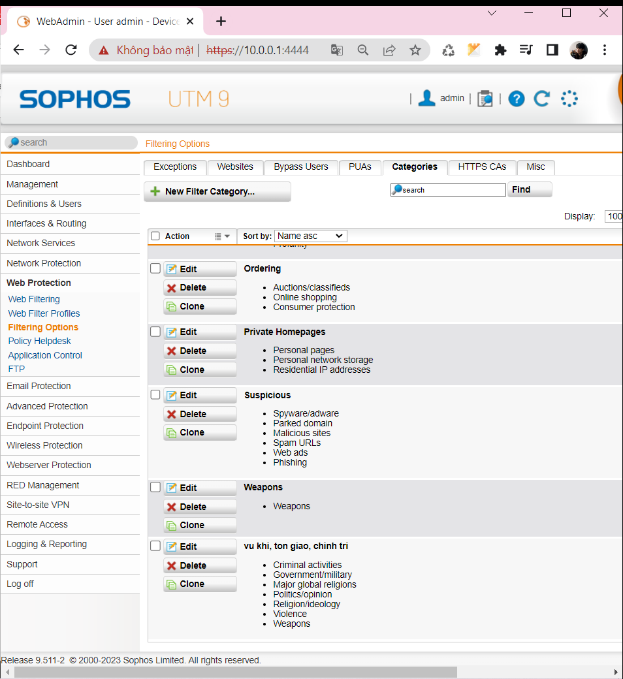 WebAdmin - User admin - Device
Không bảo mật https://10.0.0.1:4444
SOPHOS UTM 9
admin
search
Filtering Options
Dashboard
Management
Definitions & Users
Interfaces & Routing
Network Services
Network Protection
Web Protection
Web Filtering
Web Filter Profiles
Filtering Options
Policy Helpdesk
Application Control
FTP
Email Protection
Advanced Protection
Endpoint Protection
Wireless Protection
Webserver Protection
RED Management
Site-to-site VPN
Remote Access
Logging & Reporting
Support
Log off
Exceptions Websites Bypass Users PUAs Categories HTTPS CAs Misc
New Filter Category... search Find
Display: 100
Action Sort by: Name asc
Profanity
Edit Ordering
Delete Auctions/classifieds
Online shopping
Clone Consumer protection
Edit Private Homepages
Delete Personal pages
Personal network storage
Clone Residential IP addresses
Edit Suspicious
Delete Spyware/adware
Parked domain
Clone Malicious sites
Spam URLs
Web ads
Phishing
Edit Weapons
Delete Weapons
Clone
Edit vu khi, ton giao, chinh tri
Delete Criminal activities
Government/military
Clone Major global religions
Politics/opinion
Religion/ideology
Violence
Weapons
Release 9.511-2 © 2000-2023 Sophos Limited. All rights reserved.